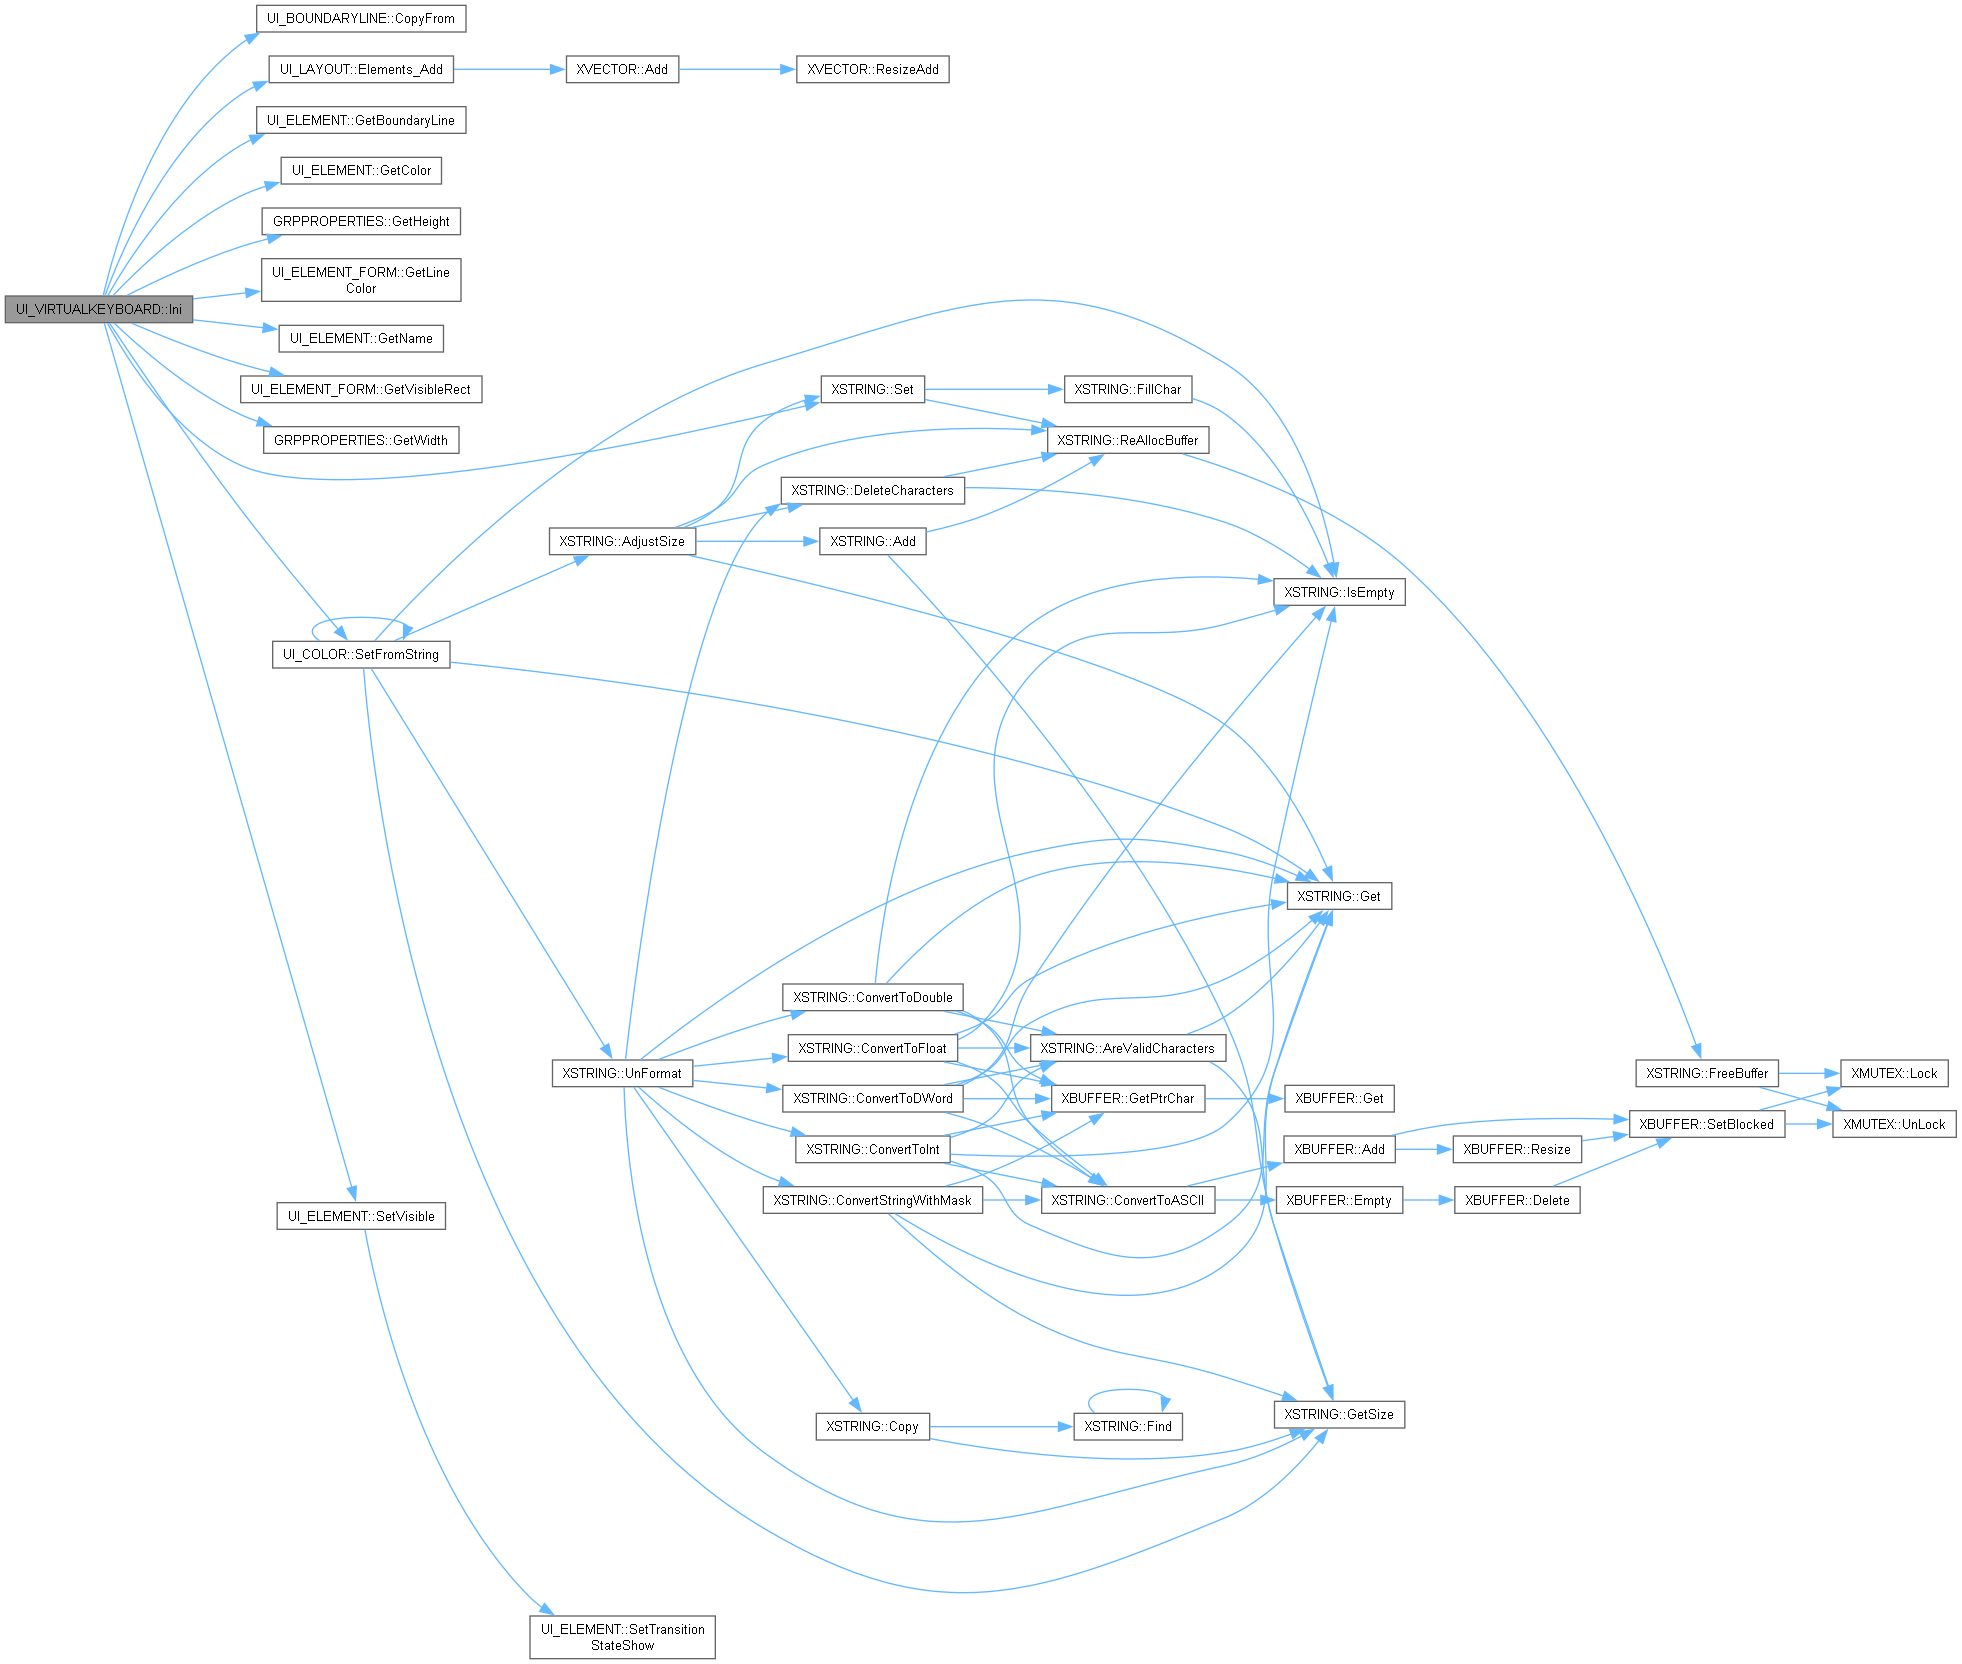 UI_BOUNDARYLINE::CopyFrom
UI_LAYOUT::Elements_Add
XVECTOR::Add
XVECTOR::ResizeAdd
UI_ELEMENT::GetBoundaryLine
UI_ELEMENT::GetColor
GRPPROPERTIES::GetHeight
UI_ELEMENT_FORM::GetLine
Color
UI_VIRTUALKEYBOARD::Ini
UI_ELEMENT::GetName
UI_ELEMENT_FORM::GetVisibleRect
XSTRING::Set
XSTRING::FillChar
GRPPROPERTIES::GetWidth
XSTRING::ReAllocBuffer
XSTRING::DeleteCharacters
XSTRING::AdjustSize
XSTRING::Add
XSTRING::IsEmpty
UI_COLOR::SetFromString
XSTRING::Get
XSTRING::ConvertToDouble
XSTRING::ConvertToFloat
XSTRING::AreValidCharacters
XSTRING::UnFormat
XSTRING::FreeBuffer
XMUTEX::Lock
XSTRING::ConvertToDWord
XBUFFER::GetPtrChar
XBUFFER::Get
XBUFFER::SetBlocked
XMUTEX::UnLock
XSTRING::ConvertToInt
XBUFFER::Add
XBUFFER::Resize
XSTRING::ConvertStringWithMask
XSTRING::ConvertToASCII
XBUFFER::Empty
XBUFFER::Delete
UI_ELEMENT::SetVisible
XSTRING::Copy
XSTRING::Find
XSTRING::GetSize
UI_ELEMENT::SetTransition
StateShow